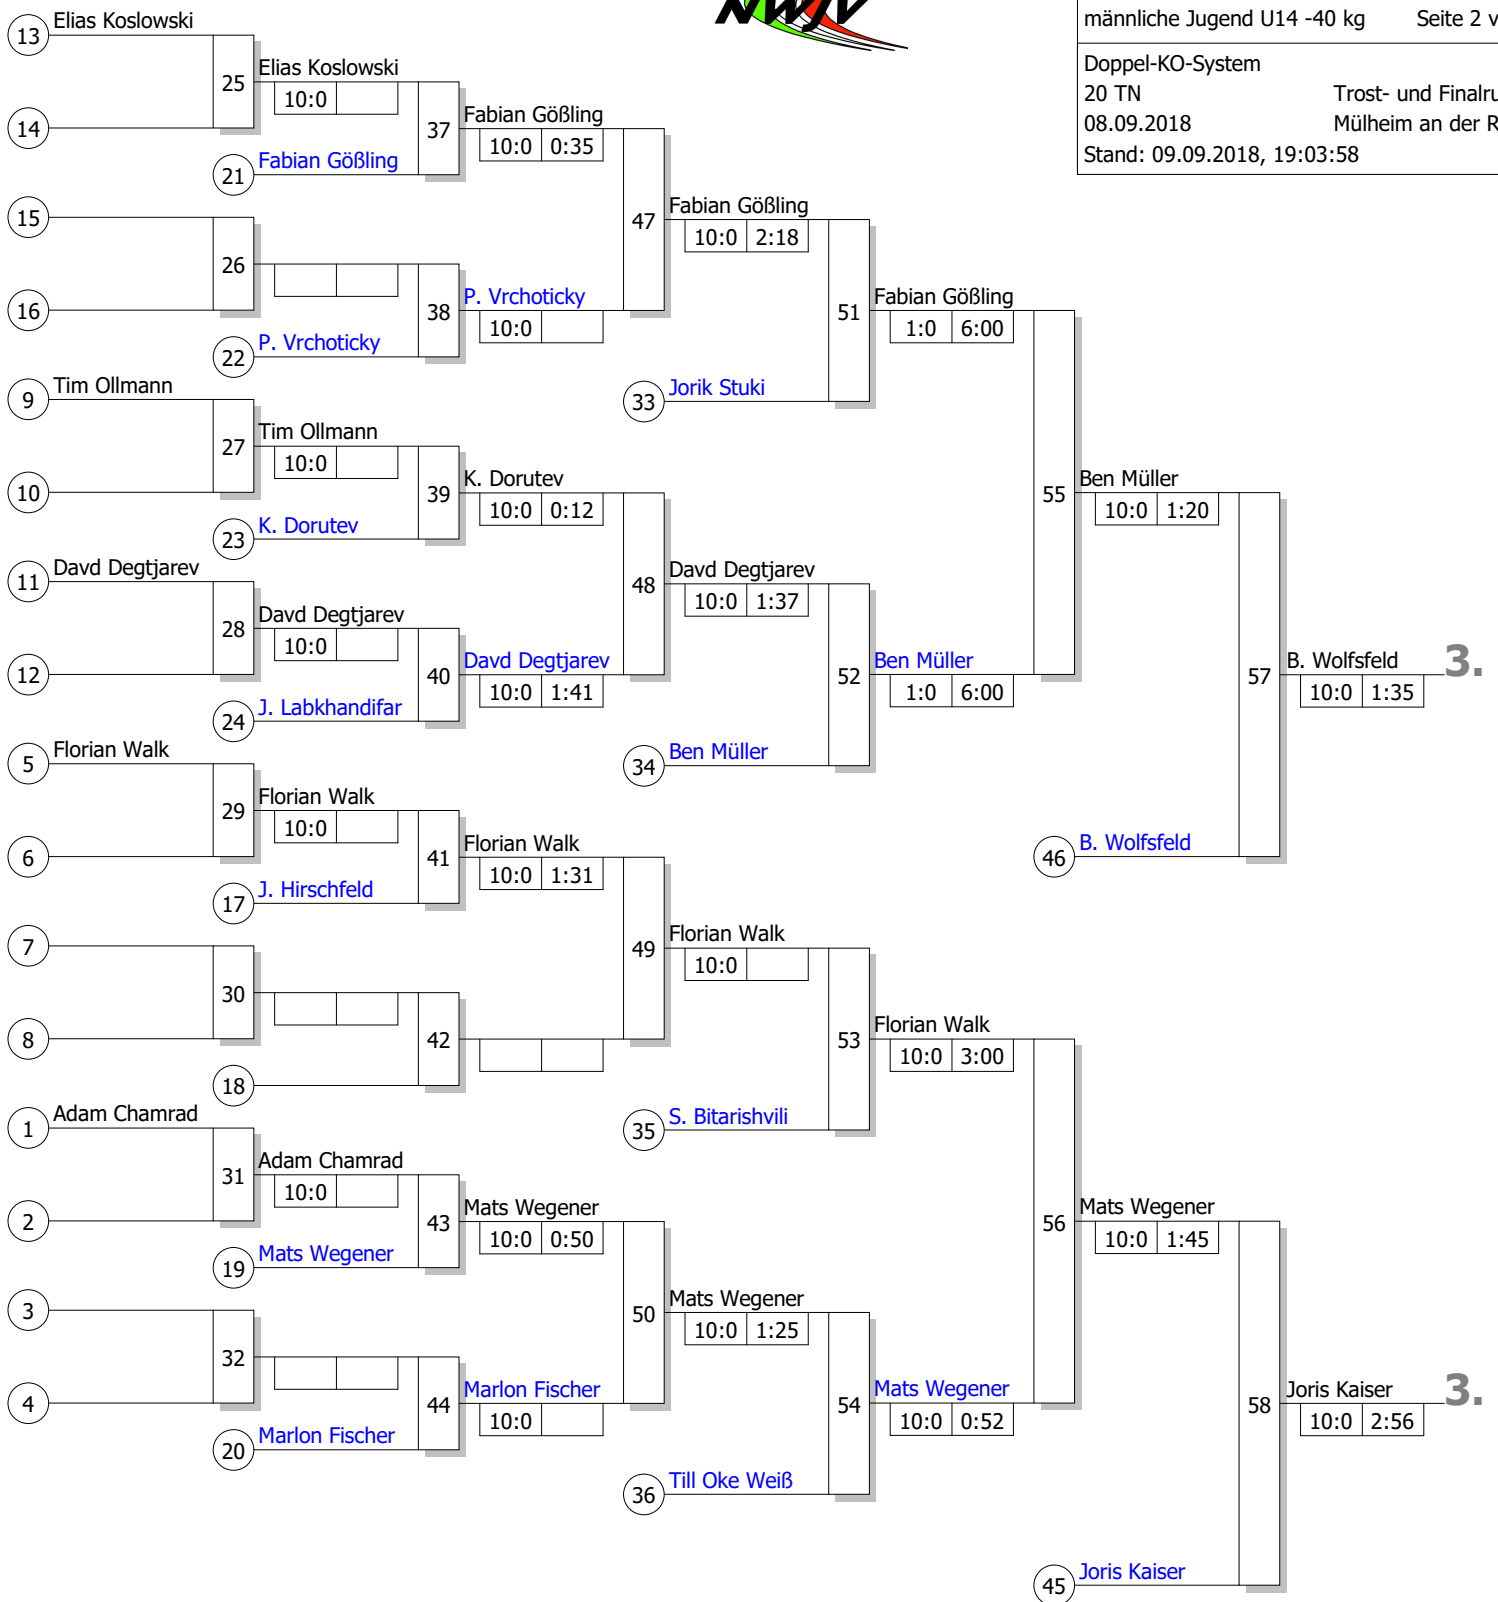 NWJV
männliche Jugend U14 -40 kg Seite 2 v
Doppel-KO-System
20 TN Trost- und Finalru
08.09.2018 Mülheim an der R
Stand: 09.09.2018, 19:03:58
13 Elias Koslowski
25 Elias Koslowski
10:0
14
37 Fabian Gößling
10:0 0:35
21 Fabian Gößling
15
47 Fabian Gößling
10:0 2:18
26
16
38 P. Vrchoticky
10:0
22 P. Vrchoticky
51 Fabian Gößling
1:0 6:00
33 Jorik Stuki
9 Tim Ollmann
27 Tim Ollmann
10:0
10
39 K. Dorutev
10:0 0:12
23 K. Dorutev
55 Ben Müller
10:0 1:20
11 Davd Degtjarev
48 Davd Degtjarev
10:0 1:37
28 Davd Degtjarev
10:0
12
40 Davd Degtjarev
10:0 1:41
24 J. Labkhandifar
52 Ben Müller
1:0 6:00
57 B. Wolfsfeld 3.
10:0 1:35
34 Ben Müller
5 Florian Walk
29 Florian Walk
10:0
6
41 Florian Walk
10:0 1:31
46 B. Wolfsfeld
17 J. Hirschfeld
7
49 Florian Walk
10:0
30
8
42
18
53 Florian Walk
10:0 3:00
35 S. Bitarishvili
1 Adam Chamrad
31 Adam Chamrad
10:0
2
43 Mats Wegener
10:0 0:50
56 Mats Wegener
10:0 1:45
19 Mats Wegener
3
50 Mats Wegener
10:0 1:25
32
4
44 Marlon Fischer
10:0
54 Mats Wegener
10:0 0:52
58 Joris Kaiser 3.
10:0 2:56
20 Marlon Fischer
36 Till Oke Weiß
45 Joris Kaiser